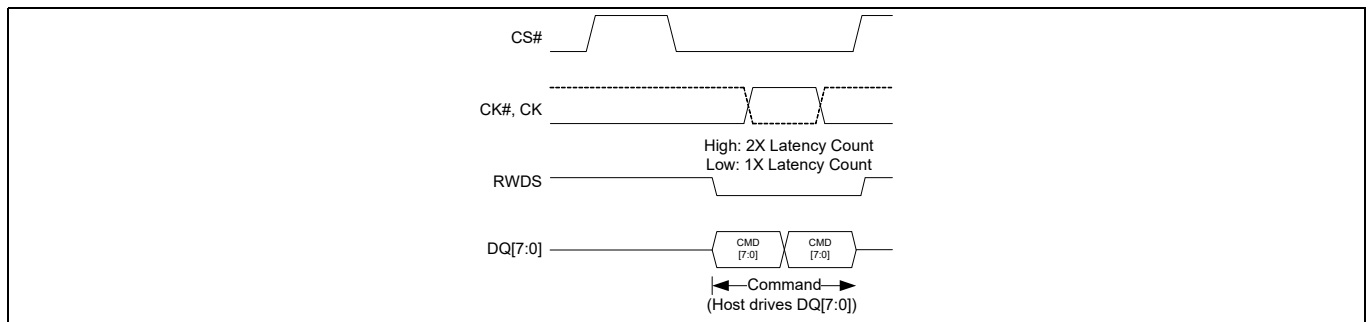 CS#
CK#, CK
High: 2X Latency Count
Low: 1X Latency Count
RWDS
DQ[7:0]
CMD
[7:0]
CMD
[7:0]
Command
(Host drives DQ[7:0])